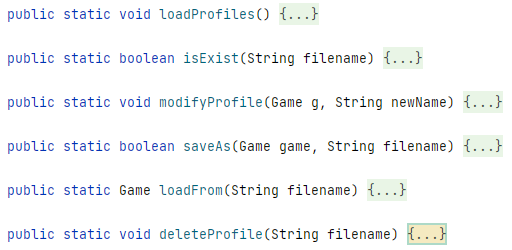 public static void loadProfiles() {...}
public static boolean isExist(String filename) {...}
public static void modifyProfile(Game g, String newName) {...}
public static boolean saveAs(Game game, String filename) {...}
public static Game loadFrom(String filename) {...}
public static void deleteProfile(String filename) {...}